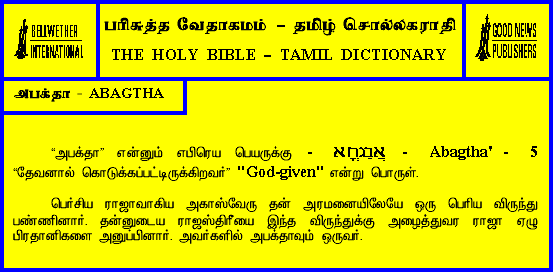 BELLWETHER
INTERNATIONAL
பரிசுத்த வேதாகமம் – தமிழ் சொல்லகராதி
THE HOLY BIBLE – TAMIL DICTIONARY
GOOD NEWS
PUBLISHERS
அபக்தா - ABAGTHA
“அபக்தா” என்னும் எபிரெய பெயருக்கு - - Abagtha' - 5
“தேவனால் கொடுக்கப்பட்டிருக்கிறவர்” "God-given" என்று பொருள்.
பெர்சிய ராஜாவாகிய அகாஸ்வேரு தன் அரமனையிலேயே ஒரு பெரிய விருந்து
பண்ணினார். தன்னுடைய ராஜஸ்திரீயை இந்த விருந்துக்கு அழைத்துவர ராஜா ஏழு
பிரதானிகளை அனுப்பினார். அவர்களில் அபக்தாவும் ஒருவர்.